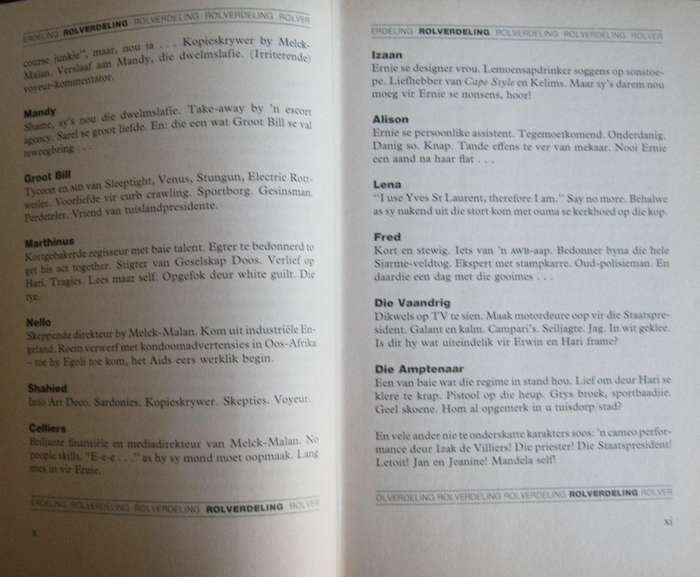 ERDELING ROLVERDELING ROLVERDELING ROLVERDELING ROLVER
course junkie", maar, nou ja . . . Kopieskrywer by Melck-
Malan. Verslaaf aan Mandy, die dwelmslafie. (Irriterende)
voyeur-kommentator.
Mandy
Shame, sy's nou die dwelmslafie. Take-away by 'n escort
agency. Sarel se groot liefde. En: die een wat Groot Bill se val
teweegbring . . .
Groot Bill
Tycoon en MD van Sleeptight, Venus, Stungun, Electric Rott-
weiler. Voorliefde vir curb crawling. Sportborg. Gesinsman.
Perdeteler. Vriend van tuislandpresidente.
Marthinus
Kortgebakerde regisseur met baie talent. Egter te bedonnerd to
get his act together. Stigter van Geselskap Doos. Verlief op
Hari. Tragies. Lees maar self. Opgefok deur white guilt. Die
tye.
Nello
Skeppende direkteur by Melck-Malan. Kom uit industriële En-
geland. Roem verwerf met kondoomadvertensies in Oos-Afrika
– toe hy Egoli toe kom, het Aids eers werklik begin.
Shahied
Into Art Deco. Sardonies. Kopieskrywer. Skepties. Voyeur.
Celliers
Briljante finansiële en mediadirekteur van Melck-Malan. No
people skills. "E-e-e . . ." as hy sy mond moet oopmaak. Lang
mes in vir Ernie.
ERDELING ROLVERDELING ROLVERDELING ROLVERDELING ROLVER
x
ERDELING ROLVERDELING ROLVERDELING ROLVERDELING ROLVER
Izaan
Ernie se designer vrou. Lemoensapdrinker soggens op sonstoe-
pe. Liefhebber van Cape Style en Kelims. Maar sy's darem nou
moeg vir Ernie se nonsens, hoor!
Alison
Ernie se persoonlike assistent. Tegemoetkomend. Onderdanig.
Danig so. Knap. Tande effens te ver van mekaar. Nooi Ernie
een aand na haar flat . . .
Lena
"I use Yves St Laurent, therefore I am." Say no more. Behalwe
as sy nakend uit die stort kom met ouma se kerkhoed op die kop.
Fred
Kort en stewig. Iets van 'n AWB-aap. Bedonner byna die hele
Sjarme-veldtog. Ekspert met stampkarre. Oud-polisieman. En
daardie een dag met die gooimes . . .
Die Vaandrig
Dikwels op TV te sien. Maak motordeure oop vir die Staatspre-
sident. Galant en kalm. Campari's. Seiljagte. Jag. In wit geklee.
Is dit hy wat uiteindelik vir Erwin en Hari frame?
Die Amptenaar
Een van baie wat die regime in stand hou. Lief om deur Hari se
klere te krap. Pistool op die heup. Grys broek, sportbaadjie.
Geel skoene. Hom al opgemerk in u tuisdorp/stad?
En vele ander nie te onderskatte karakters soos: 'n cameo perfor-
mance deur Izak de Villiers! Die priester! Die Staatspresident!
Letoit! Jan en Jeanine! Mandela self!
OLVERDELING ROLVERDELING ROLVERDELING ROLVERDELING ROLVER
xi